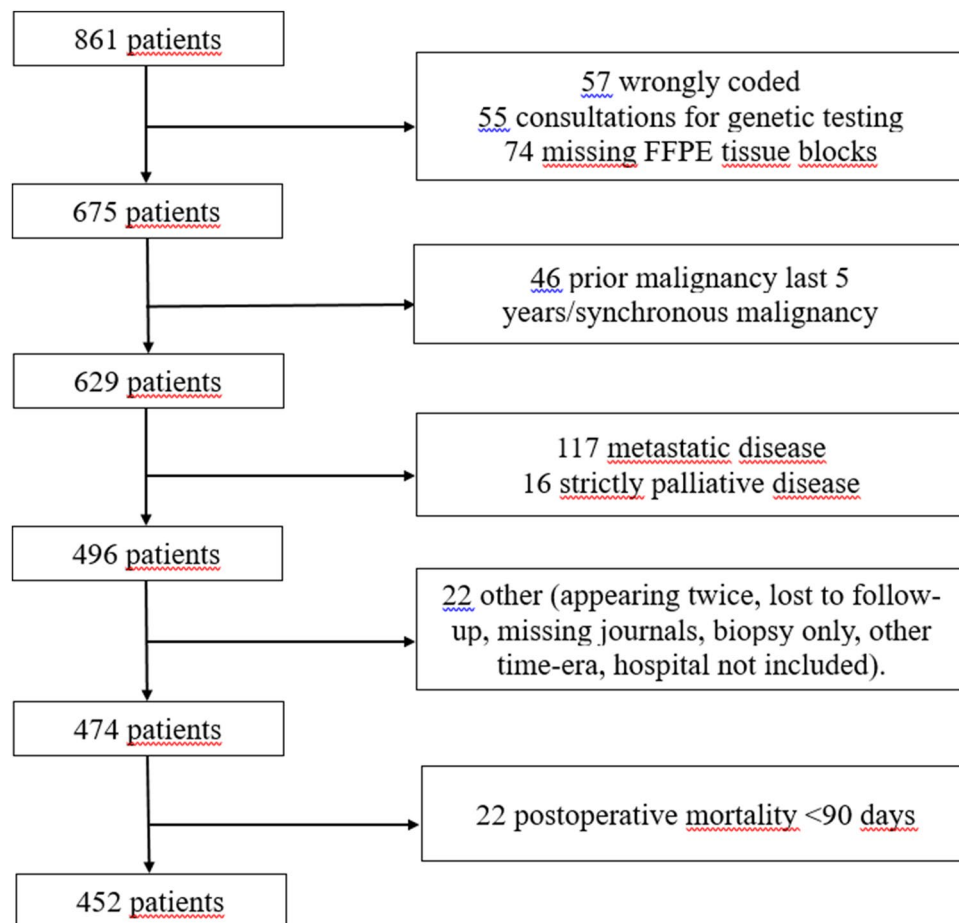 861 patients
57 wrongly coded
55 consultations for genetic testing
74 missing FFPE tissue blocks
675 patients
46 prior malignancy last 5
years/synchronous malignancy
629 patients
117 metastatic disease
16 strictly palliative disease
496 patients
22 other (appearing twice, lost to follow-
up, missing journals, biopsy only, other
time-era, hospital not included).
474 patients
22 postoperative mortality <90 days
452 patients